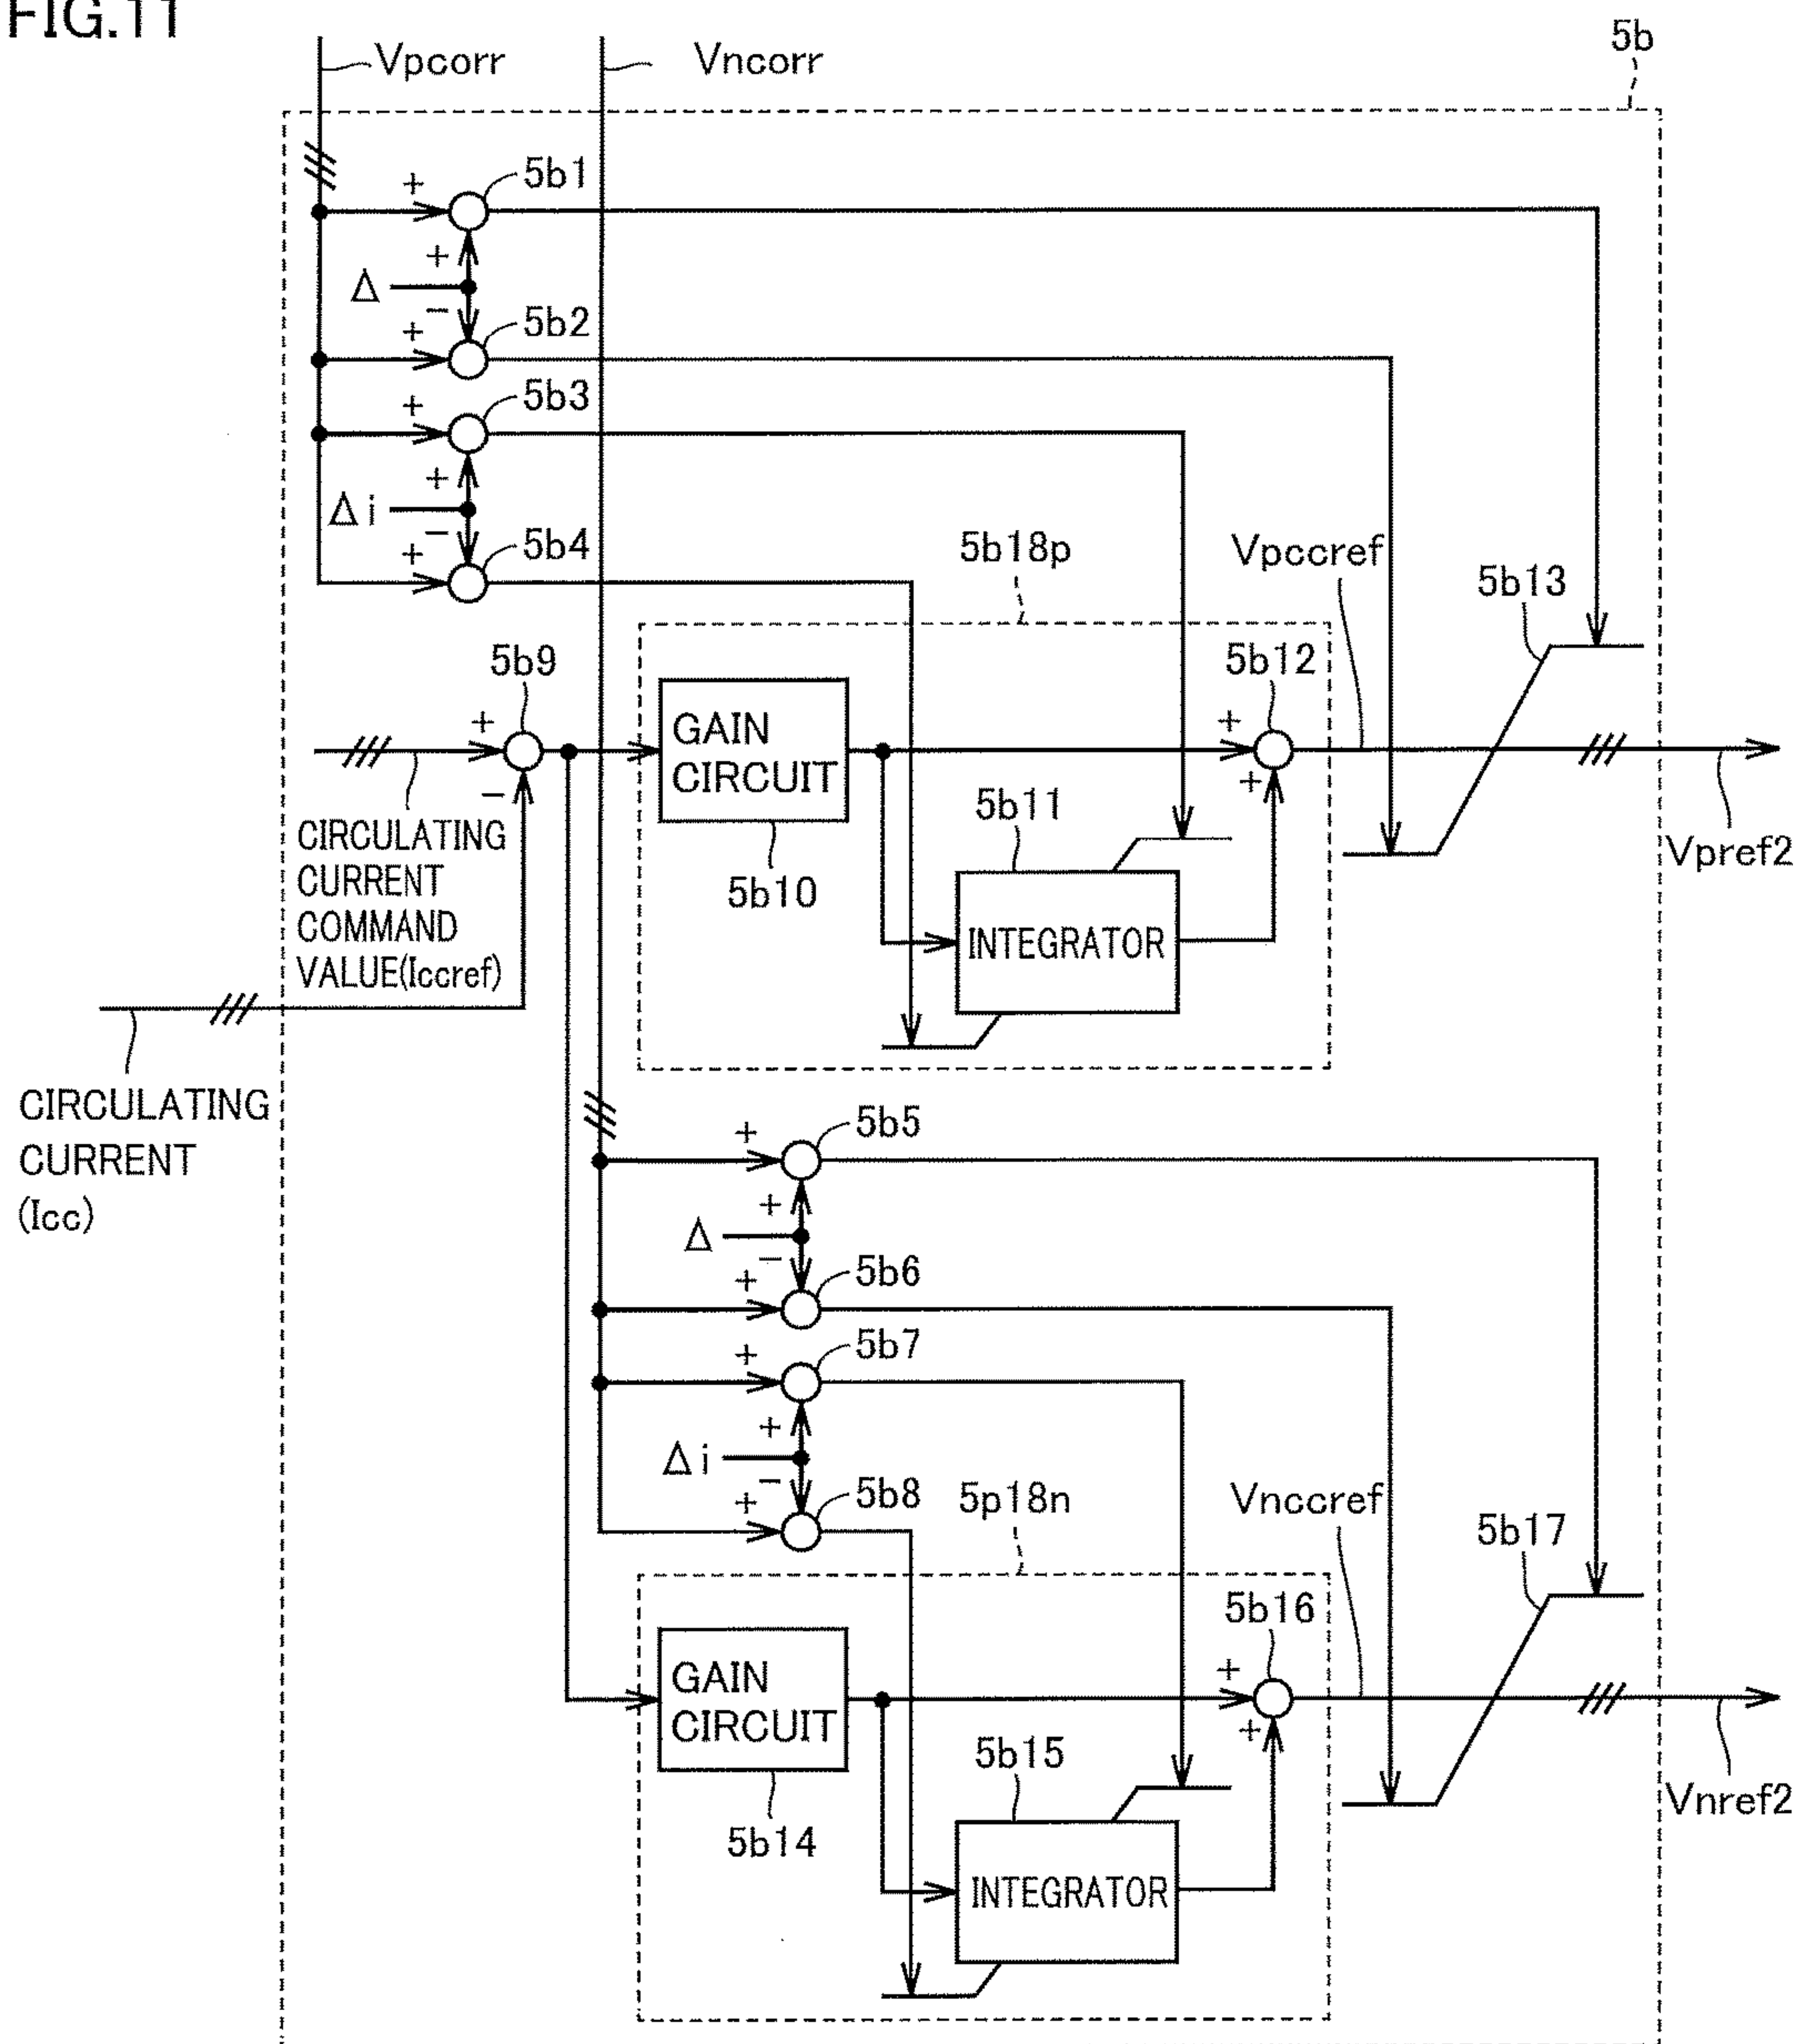 FIG.11
Vpcorr
Vncorr
5b
+
5b1
+
Δ
−
+
5b2
+
5b3
+
Δi
−
+
5b4
5b18p
Vpccref
5b13
5b9
+
−
GAIN
CIRCUIT
5b10
5b12
+
+
5b11
INTEGRATOR
Vpref2
CIRCULATING
CURRENT
COMMAND
VALUE(Iccref)
CIRCULATING
CURRENT
(Icc)
+
5b5
+
Δ
−
+
5b6
+
5b7
+
Δi
−
+
5b8
5p18n
Vnccref
5b17
GAIN
CIRCUIT
5b14
5b16
+
+
5b15
INTEGRATOR
Vnref2